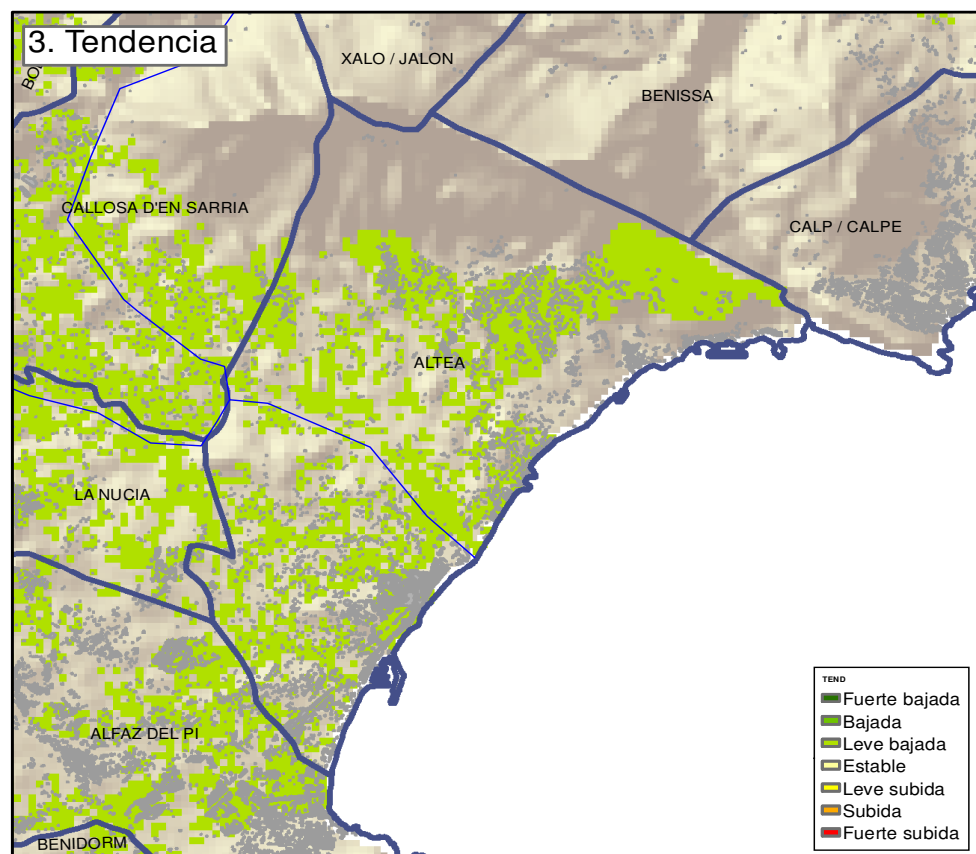 3. Tendencia
XALO / JALON
BENISSA
CALLOSA D'EN SARRIA
CALP / CALPE
ALTEA
LA NUCIA
ALFAZ DEL PI
BENIDORM
TEND
Fuerte bajada
Bajada
Leve bajada
Estable
Leve subida
Subida
Fuerte subida